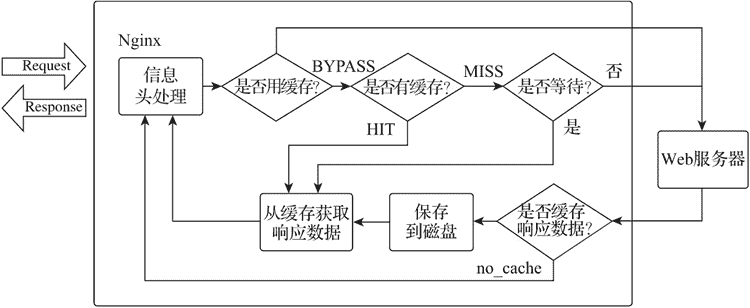 Nginx
Request
Response
信息
头处理
是否用缓存?
BYPASS
是否有缓存?
MISS
是否等待?
否
HIT
是
Web服务器
从缓存获取
响应数据
保存
到磁盘
是否缓存
响应数据?
no_cache